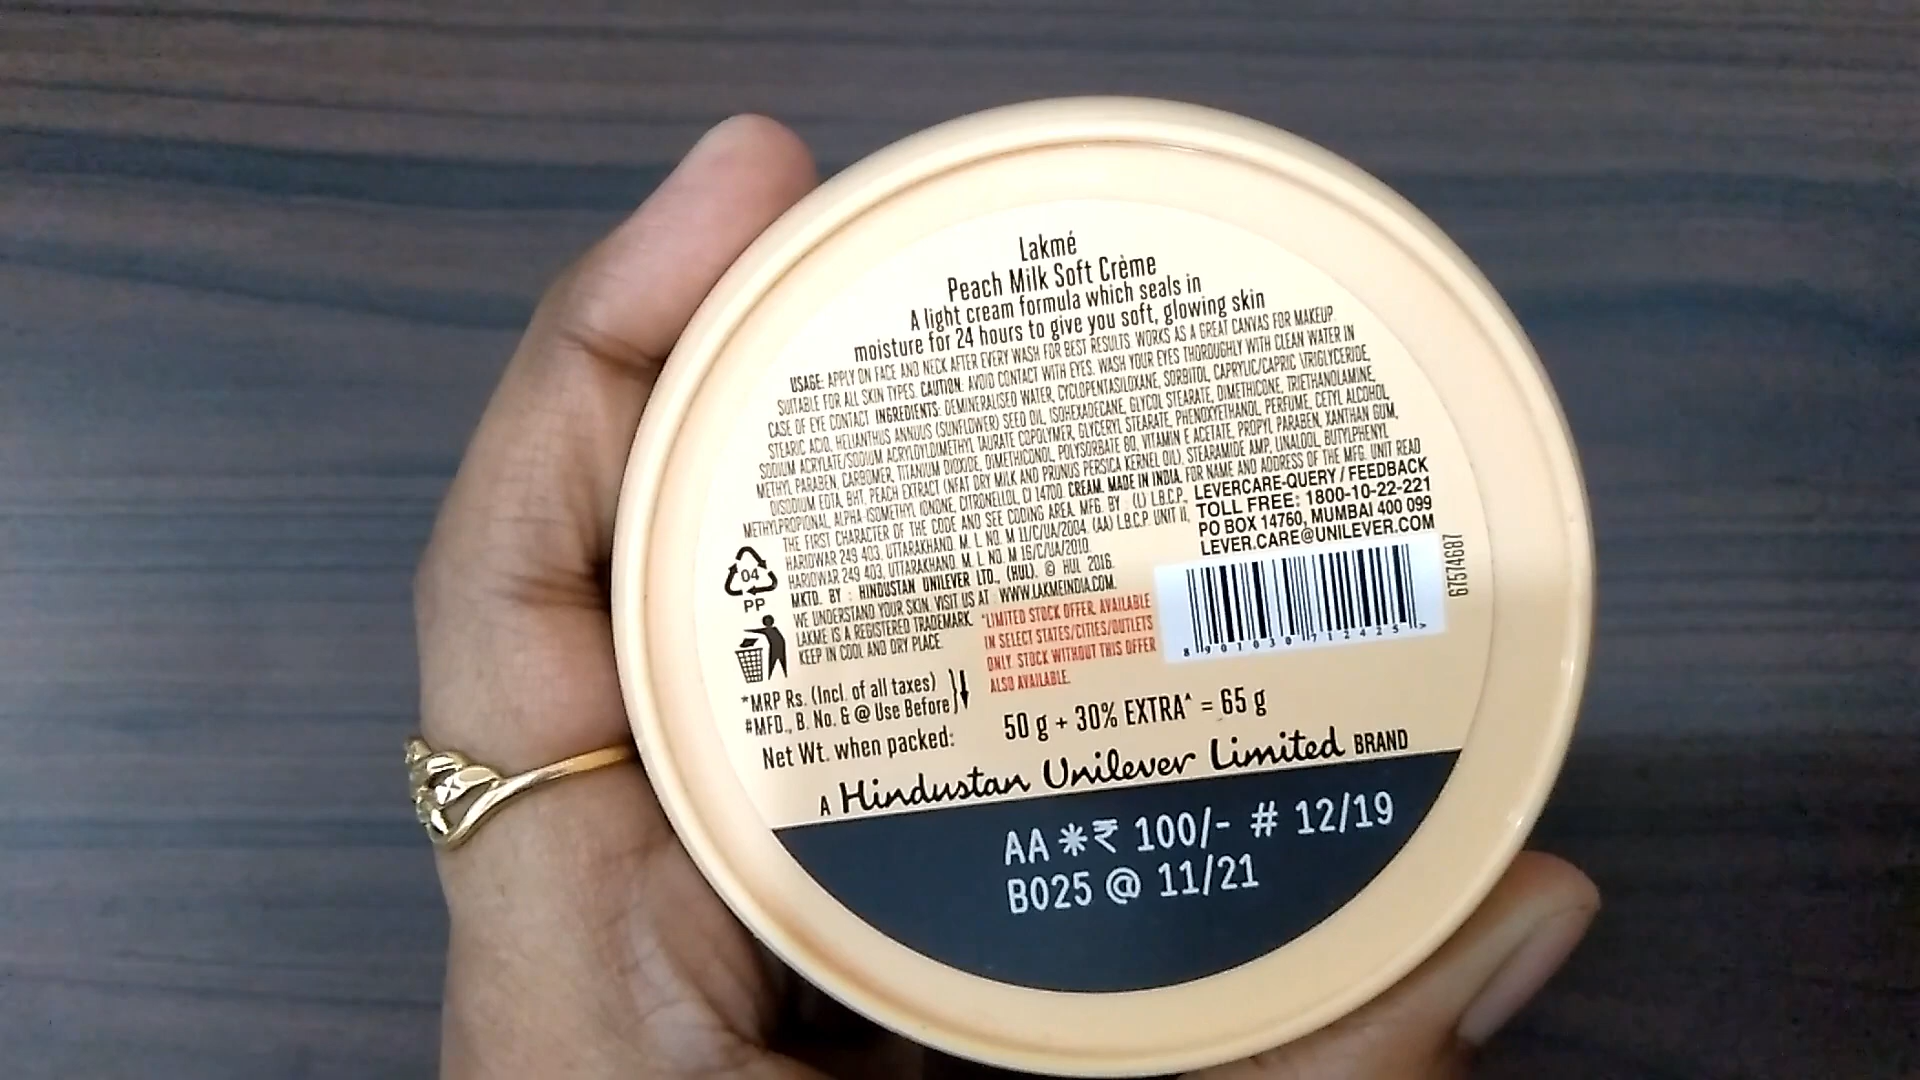 Lakmé
Peach Milk Soft Crème
A light cream formula which seals in
moisture for 24 hours to give you soft, glowing skin
USAGE: APPLY ON FACE AND NECK AFTER EVERY WASH FOR BEST RESULTS. WORKS AS A GREAT CANVAS FOR MAKEUP.
SUITABLE FOR ALL SKIN TYPES. CAUTION: AVOID CONTACT WITH EYES. WASH YOUR EYES THOROUGHLY WITH CLEAN WATER IN
CASE OF EYE CONTACT INGREDIENTS: DEMINERALISED WATER, CYCLOPENTASILOXANE, SORBITOL, CAPRYLIC/CAPRIC \TRIGLYCERIDE,
STEARIC ACID, HELIANTHUS ANNUUS (SUNFLOWER) SEED OIL, ISOHEXADECANE, GLYCOL STEARATE, DIMETHICONE, TRIETHANOLAMINE,
SODIUM ACRYLATE/SODIUM ACRYLOYLDIMETHYL TAURATE COPOLYMER, GLYCERYL STEARATE, PHENOXYETHANOL, PERFUME, CETYL ALCOHOL,
METHYL PARABEN, CARBOMER, TITANIUM DIOXIDE, DIMETHICONOL, POLYSORBATE 80, VITAMIN E ACETATE, PROPYL PARABEN, XANTHAN GUM,
DISODIUM EDTA, BHT, PEACH EXTRACT (NFAT DRY MILK AND PRUNUS PERSICA KERNEL OIL), STEARAMIDE AMP, LINALOOL, BUTYLPHENYL
METHYLPROPIONAL, ALPHA-ISOMETHYL IONONE, CITRONELLOL, CI 14700. CREAM. MADE IN INDIA. FOR NAME AND ADDRESS OF THE MFG. UNIT READ
THE FIRST CHARACTER OF THE CODE AND SEE CODING AREA. MFG. BY : (L) L.B.C.P.,
HARIDWAR 249 403, UTTARAKHAND. M. L. NO. M 11/C/UA/2004. (AA) L.B.C.P. UNIT II,
HARIDWAR 249 403, UTTARAKHAND. M. L. NO. M 16/C/UA/2010.
MKTD. BY : HINDUSTAN UNILEVER LTD., (HUL). © HUL 2016.
WE UNDERSTAND YOUR SKIN. VISIT US AT : WWW.LAKMEINDIA.COM.
LAKME IS A REGISTERED TRADEMARK.
KEEP IN COOL AND DRY PLACE.
LEVERCARE-QUERY / FEEDBACK
TOLL FREE: 1800-10-22-221
PO BOX 14760, MUMBAI 400 099
LEVER.CARE@UNILEVER.COM
04
PP
^LIMITED STOCK OFFER, AVAILABLE
IN SELECT STATES/CITIES/OUTLETS
ONLY. STOCK WITHOUT THIS OFFER
ALSO AVAILABLE.
8 901030 712425 >
67574687
*MRP Rs. (Incl. of all taxes)
#MFD., B. No. & @ Use Before
Net Wt. when packed: 50 g + 30% EXTRA^ = 65 g
A Hindustan Unilever Limited BRAND
AA *₹ 100/- # 12/19
B025 @ 11/21